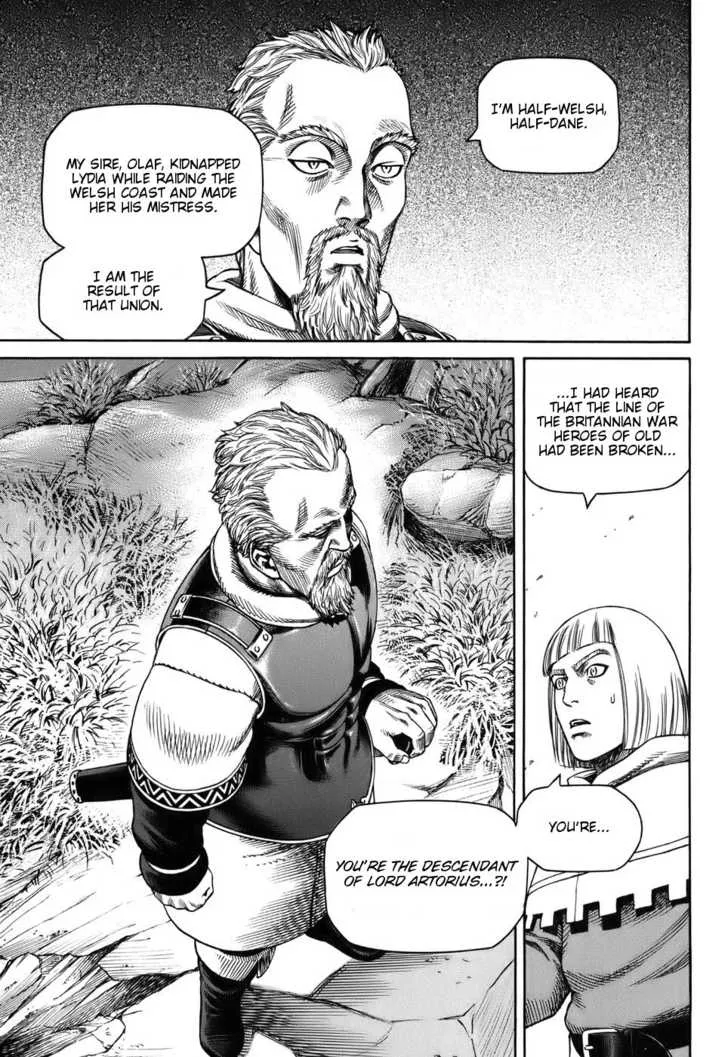 I'M HALF-WELSH,
HALF-DANE.
MY SIRE, OLAF, KIDNAPPED
LYDIA WHILE RAIDING THE
WELSH COAST AND MADE
HER HIS MISTRESS.
I AM THE
RESULT OF
THAT UNION.
...I HAD HEARD
THAT THE LINE OF
THE BRITANNIAN WAR
HEROES OF OLD
HAD BEEN BROKEN...
YOU'RE...
YOU'RE THE DESCENDANT
OF LORD ARTORIUS...?!